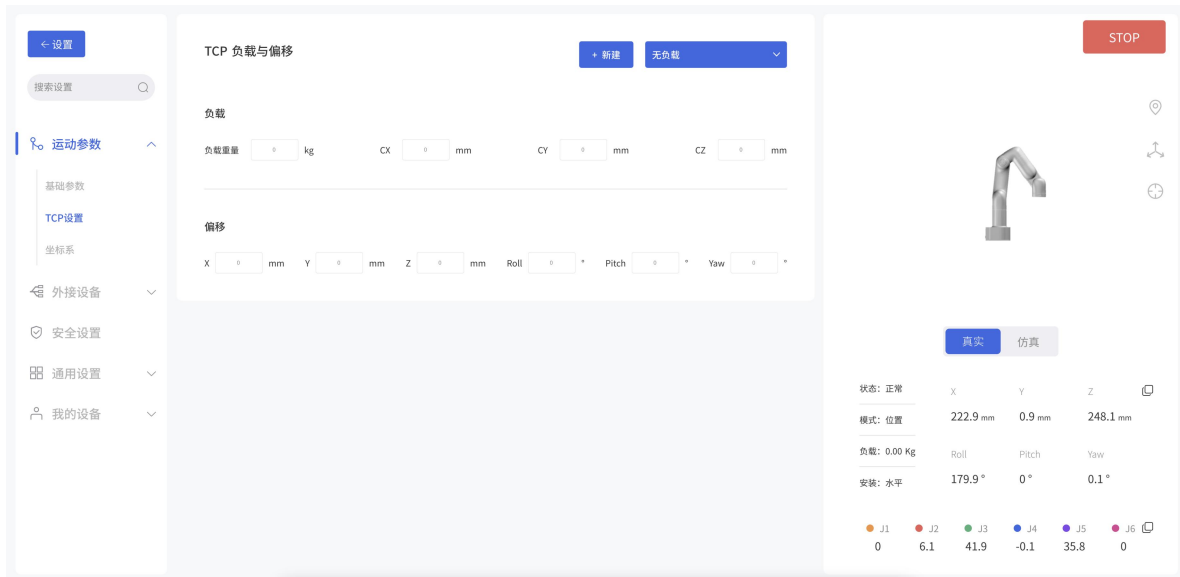 ← 设置
搜索设置
运动参数
基础参数
TCP设置
坐标系
外接设备
安全设置
通用设置
我的设备
TCP 负载与偏移
+ 新建
无负载
负载
负载重量 0 kg CX 0 mm CY 0 mm CZ 0 mm
偏移
X 0 mm Y 0 mm Z 0 mm Roll 0 ° Pitch 0 ° Yaw 0 °
STOP
真实 仿真
状态: 正常
模式: 位置
负载: 0.00 Kg
安装: 水平
X Y Z
222.9 mm 0.9 mm 248.1 mm
Roll Pitch Yaw
179.9 ° 0 ° 0.1 °
J1 J2 J3 J4 J5 J6
0 6.1 41.9 -0.1 35.8 0